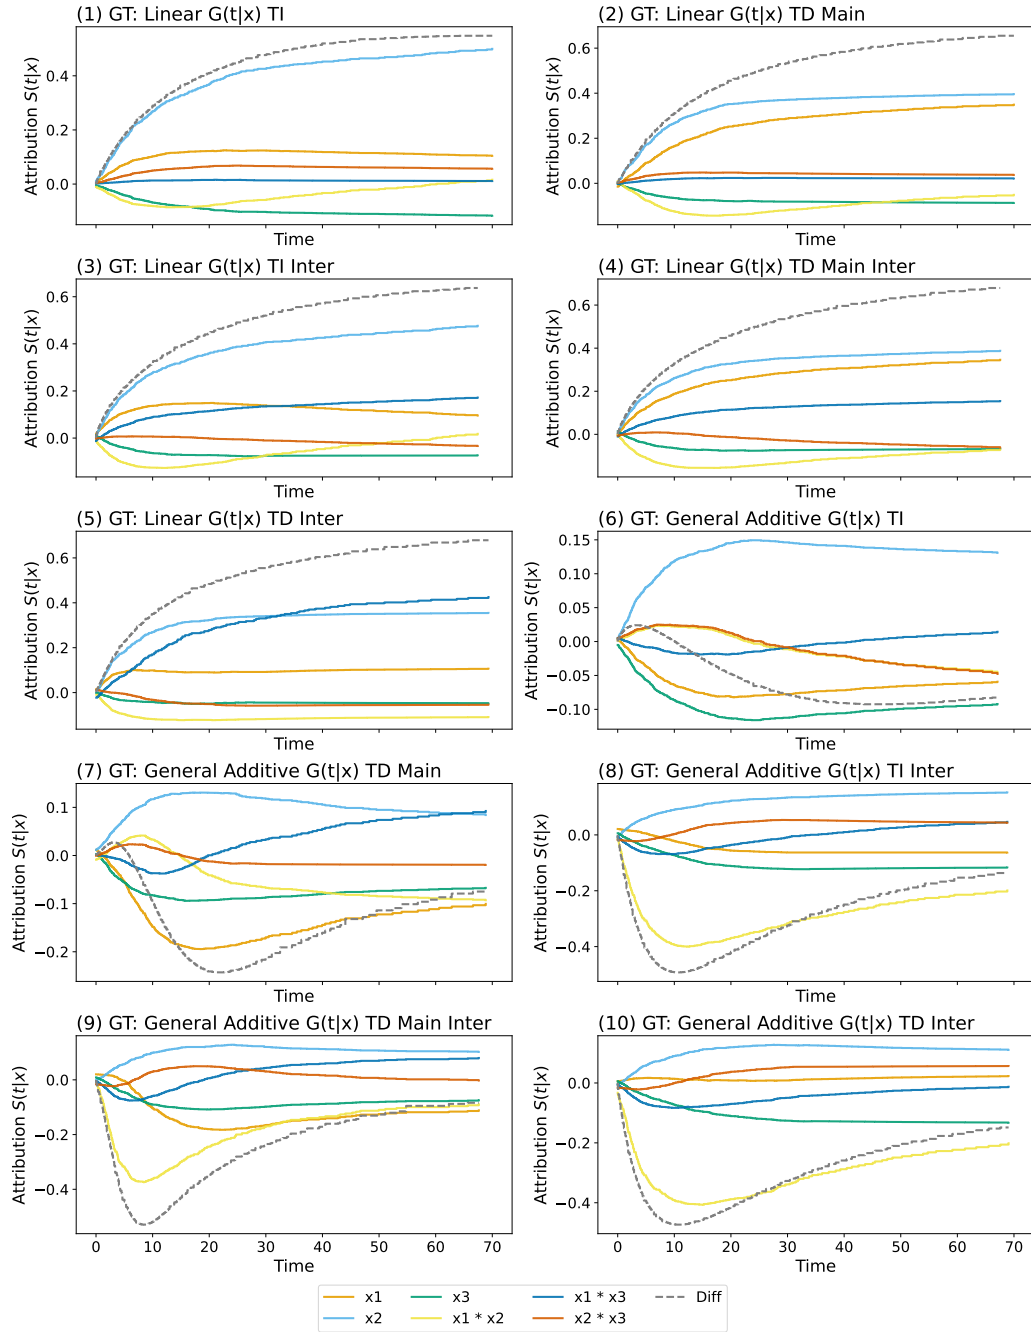 (1) GT: Linear G(t|x) TI
Attribution S(t|x)
0.4
0.2
0.0
Time
(2) GT: Linear G(t|x) TD Main
Attribution S(t|x)
0.6
0.4
0.2
0.0
Time
(3) GT: Linear G(t|x) TI Inter
Attribution S(t|x)
0.6
0.4
0.2
0.0
Time
(4) GT: Linear G(t|x) TD Main Inter
Attribution S(t|x)
0.6
0.4
0.2
0.0
Time
(5) GT: Linear G(t|x) TD Inter
Attribution S(t|x)
0.6
0.4
0.2
0.0
Time
(6) GT: General Additive G(t|x) TI
Attribution S(t|x)
0.15
0.10
0.05
0.00
−0.05
−0.10
Time
(7) GT: General Additive G(t|x) TD Main
Attribution S(t|x)
0.1
0.0
−0.1
−0.2
Time
(8) GT: General Additive G(t|x) TI Inter
Attribution S(t|x)
0.0
−0.2
−0.4
Time
(9) GT: General Additive G(t|x) TD Main Inter
Attribution S(t|x)
0.0
−0.2
−0.4
0 10 20 30 40 50 60 70
Time
(10) GT: General Additive G(t|x) TD Inter
Attribution S(t|x)
0.0
−0.2
−0.4
0 10 20 30 40 50 60 70
Time
x1 x3 x1 * x3 Diff
x2 x1 * x2 x2 * x3